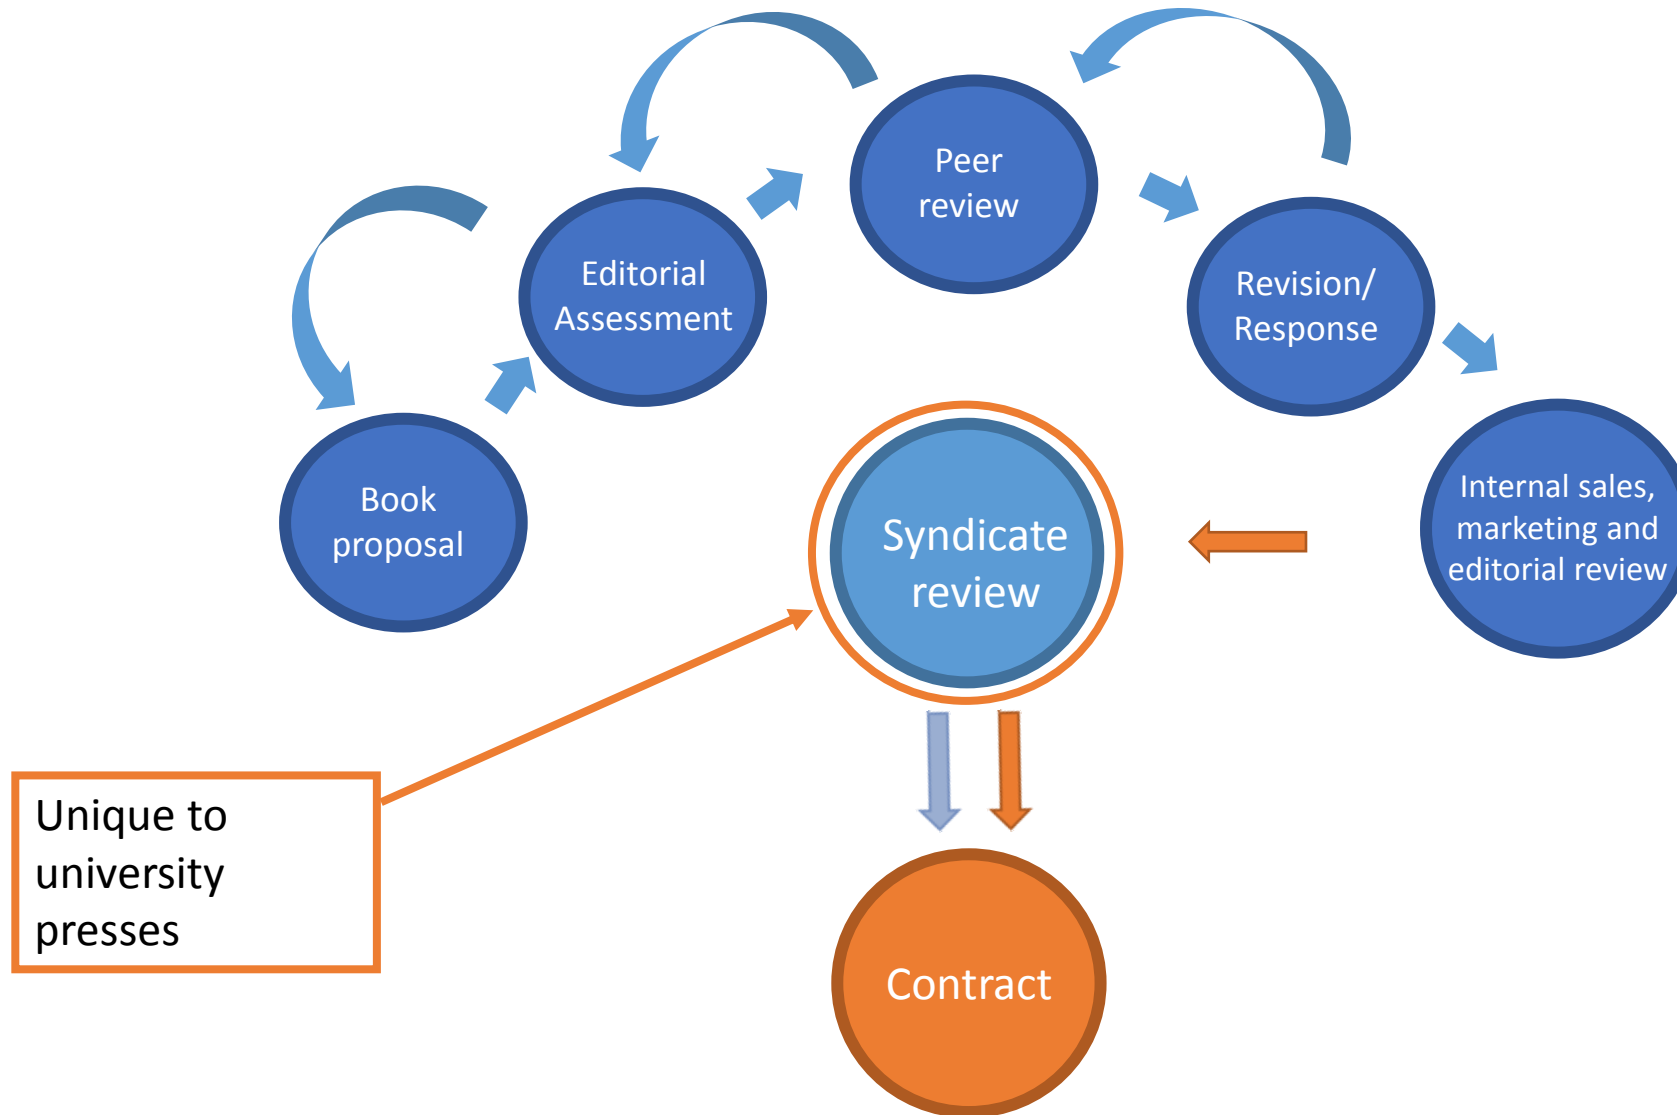 Peer
review
Editorial
Assessment
Revision/
Response
Book
proposal
Syndicate
review
Internal sales,
marketing and
editorial review
Unique to
university
presses
Contract